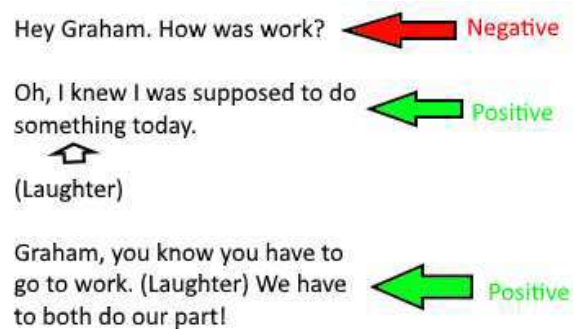 Hey Graham. How was work?
Negative
Oh, I knew I was supposed to do
something today.
Positive
(Laughter)
Graham, you know you have to
go to work. (Laughter) We have
to both do our part!
Positive